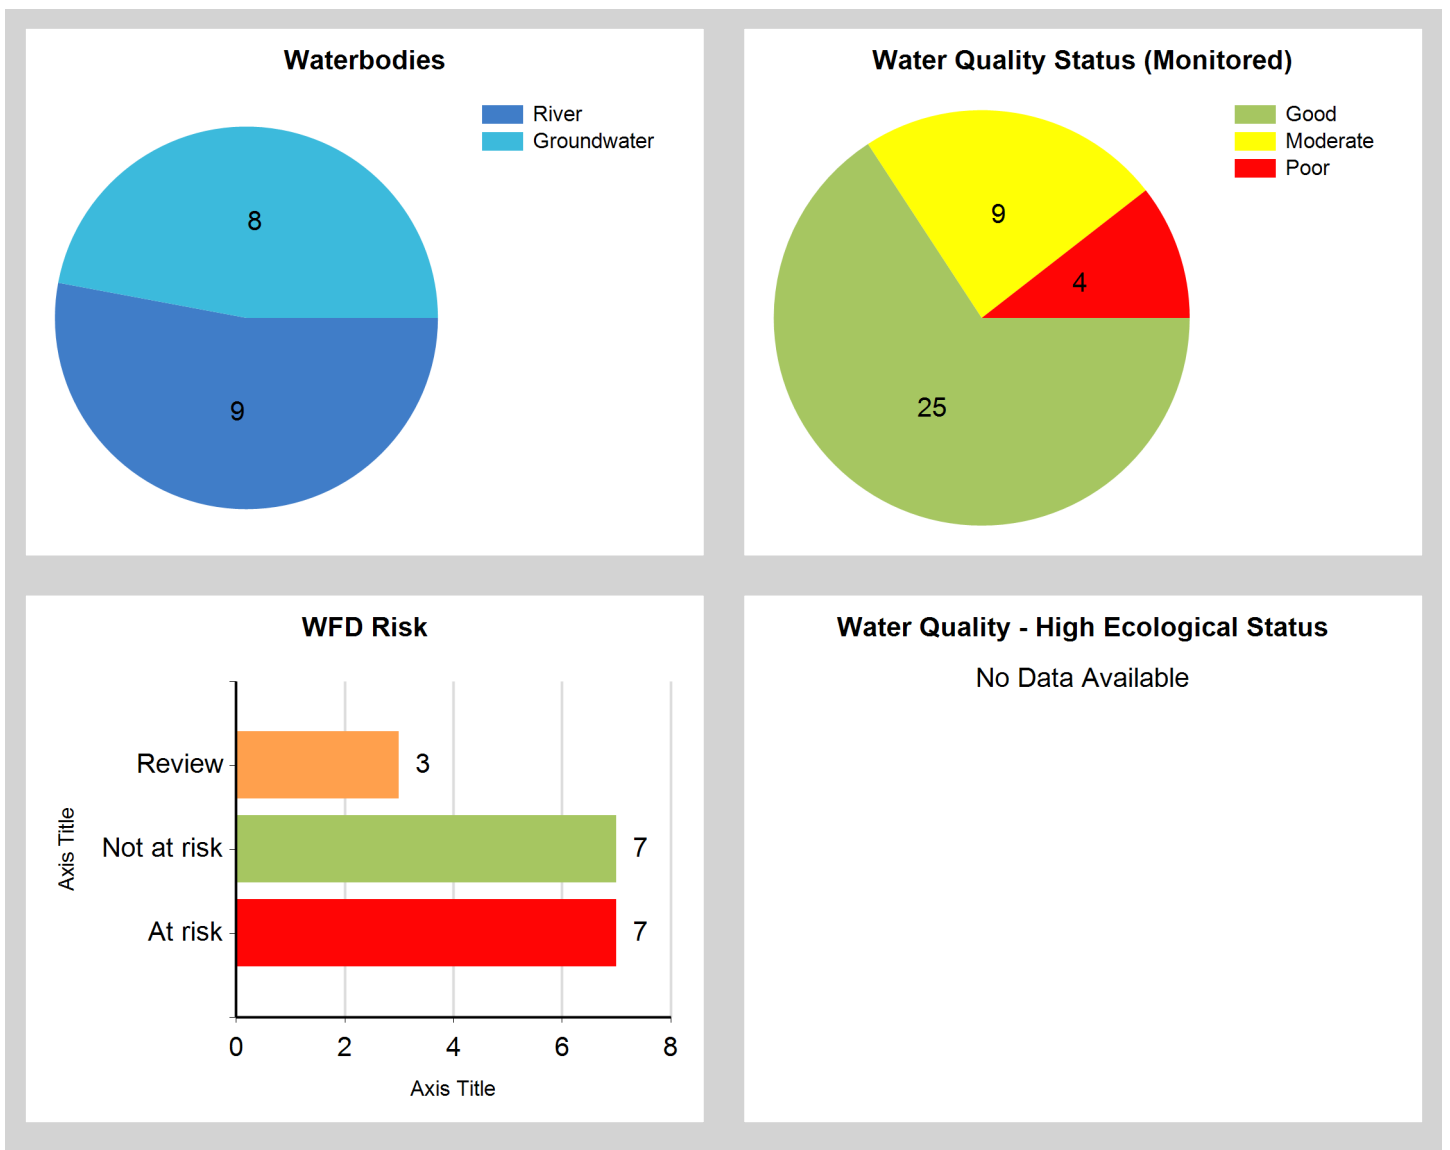 Waterbodies
River
Groundwater
8
9
Water Quality Status (Monitored)
Good
Moderate
Poor
9
4
25
WFD Risk
Review
3
Not at risk
7
At risk
7
Axis Title
0 2 4 6 8
Axis Title
Water Quality - High Ecological Status
No Data Available